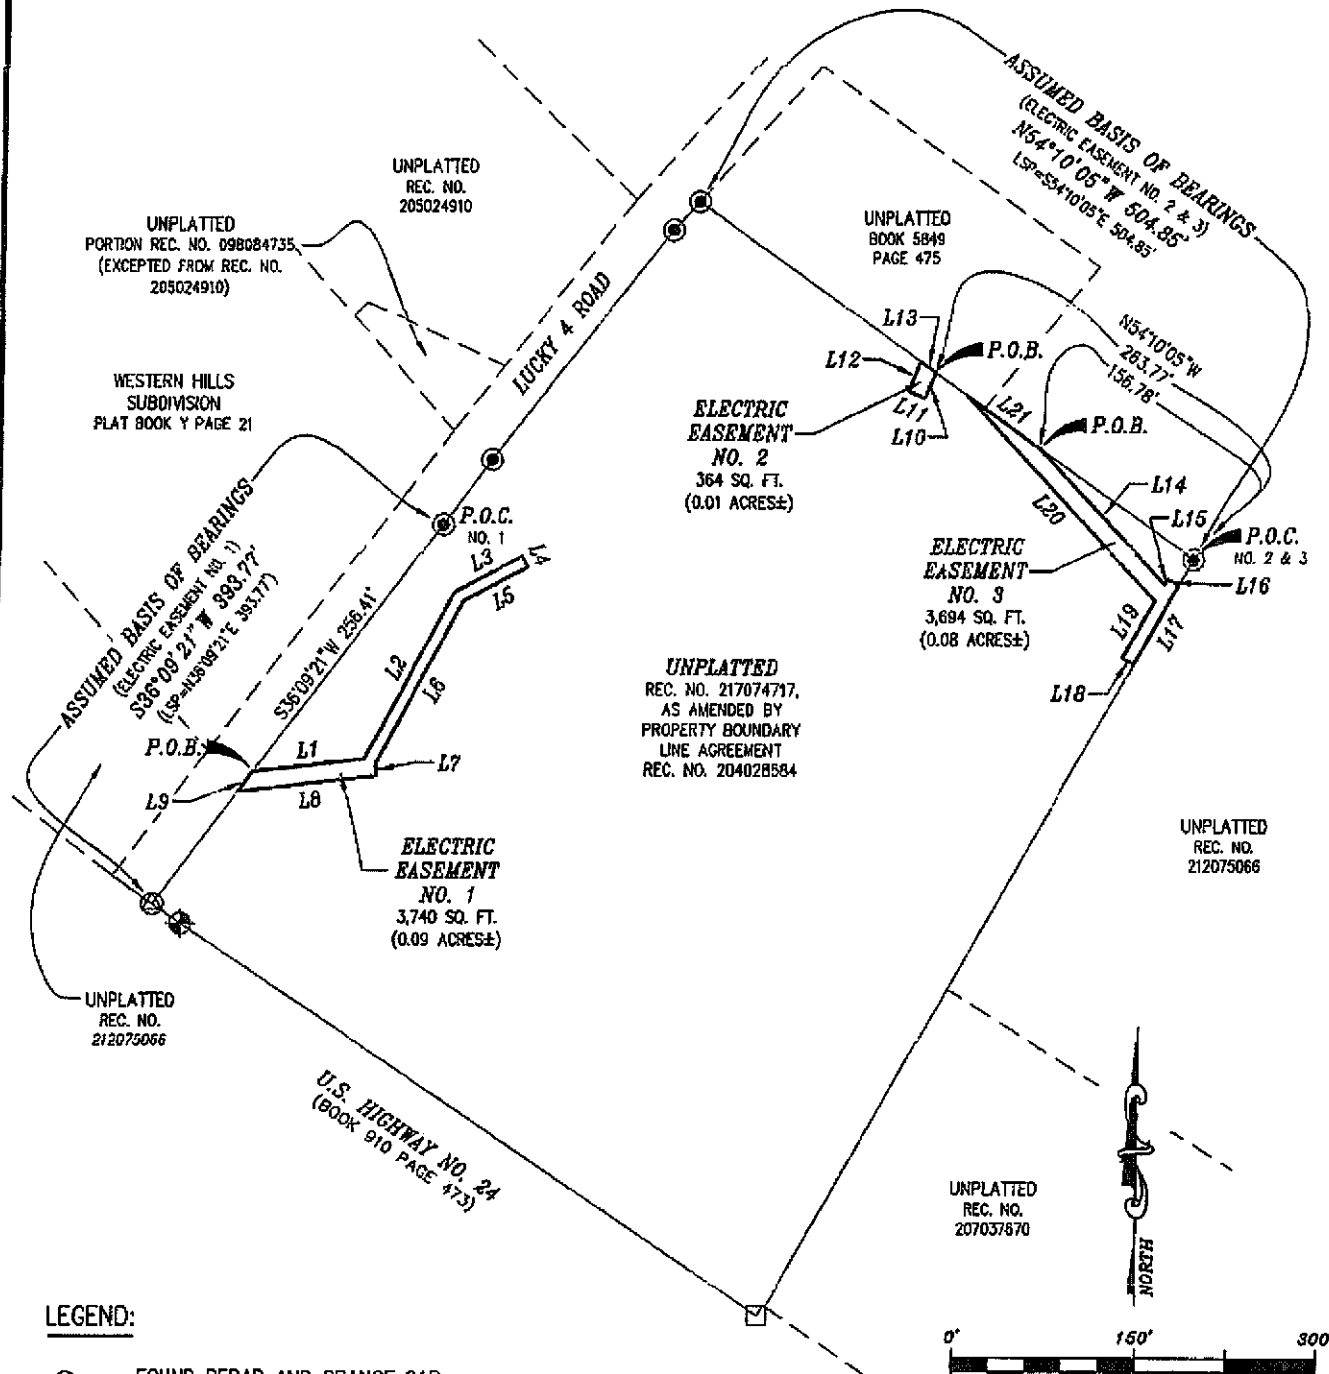 ASSUMED BASIS OF BEARINGS
(ELECTRIC EASEMENT NO. 2 & 3)
N54°10'05"W 504.85'
LSP=S54°10'05"E 504.85'
UNPLATTED
REC. NO.
205024910
UNPLATTED
PORTION REC. NO. 098084735
(EXCEPTED FROM REC. NO.
205024910)
UNPLATTED
BOOK 5849
PAGE 475
LUCKY 4 ROAD
WESTERN HILLS
SUBDIVISION
PLAT BOOK Y PAGE 21
L13
L12
P.O.B.
L11
L10
N54°10'05"W
263.77'
156.78'
L21
P.O.B.
ELECTRIC
EASEMENT
NO. 2
364 SQ. FT.
(0.01 ACRES±)
L20
L14
L15
P.O.C.
NO. 2 & 3
L16
ELECTRIC
EASEMENT
NO. 3
3,694 SQ. FT.
(0.08 ACRES±)
L19
L17
L18
ASSUMED BASIS OF BEARINGS
(ELECTRIC EASEMENT NO. 1)
S36°09'21"W 393.77'
(LSP=N36°09'21"E 393.77')
P.O.C.
NO. 1
S36°09'21"W 256.41'
L3
L4
L5
L2
L6
P.O.B.
L1
L7
L9
L8
UNPLATTED
REC. NO. 217074717,
AS AMENDED BY
PROPERTY BOUNDARY
LINE AGREEMENT
REC. NO. 204028584
ELECTRIC
EASEMENT
NO. 1
3,740 SQ. FT.
(0.09 ACRES±)
UNPLATTED
REC. NO.
212075066
UNPLATTED
REC. NO.
212075066
U.S. HIGHWAY NO. 24
(BOOK 910 PAGE 473)
UNPLATTED
REC. NO.
207037670
NORTH
LEGEND:
0'
150'
300
FOUND REBAR AND ORANGE CAP